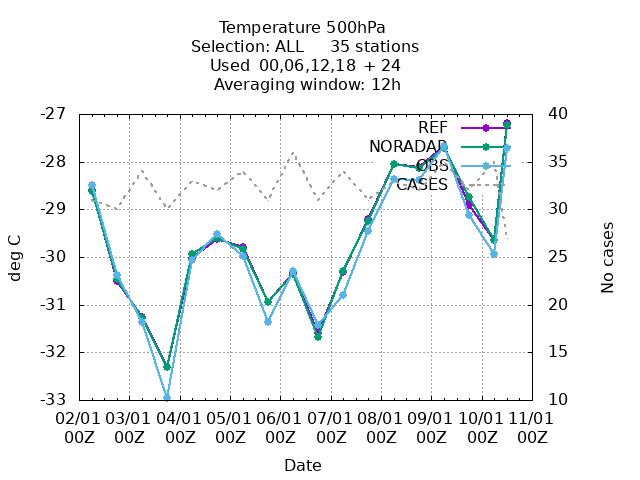 Temperature 500hPa
Selection: ALL 35 stations
Used 00,06,12,18 + 24
Averaging window: 12h
-27
-28
-29
-30
-31
-32
-33
deg C
40
35
30
25
20
15
10
No cases
REF
NORADAR
OBS
CASES
02/01 03/01 04/01 05/01 06/01 07/01 08/01 09/01 10/01 11/01
00Z 00Z 00Z 00Z 00Z 00Z 00Z 00Z 00Z 00Z
Date